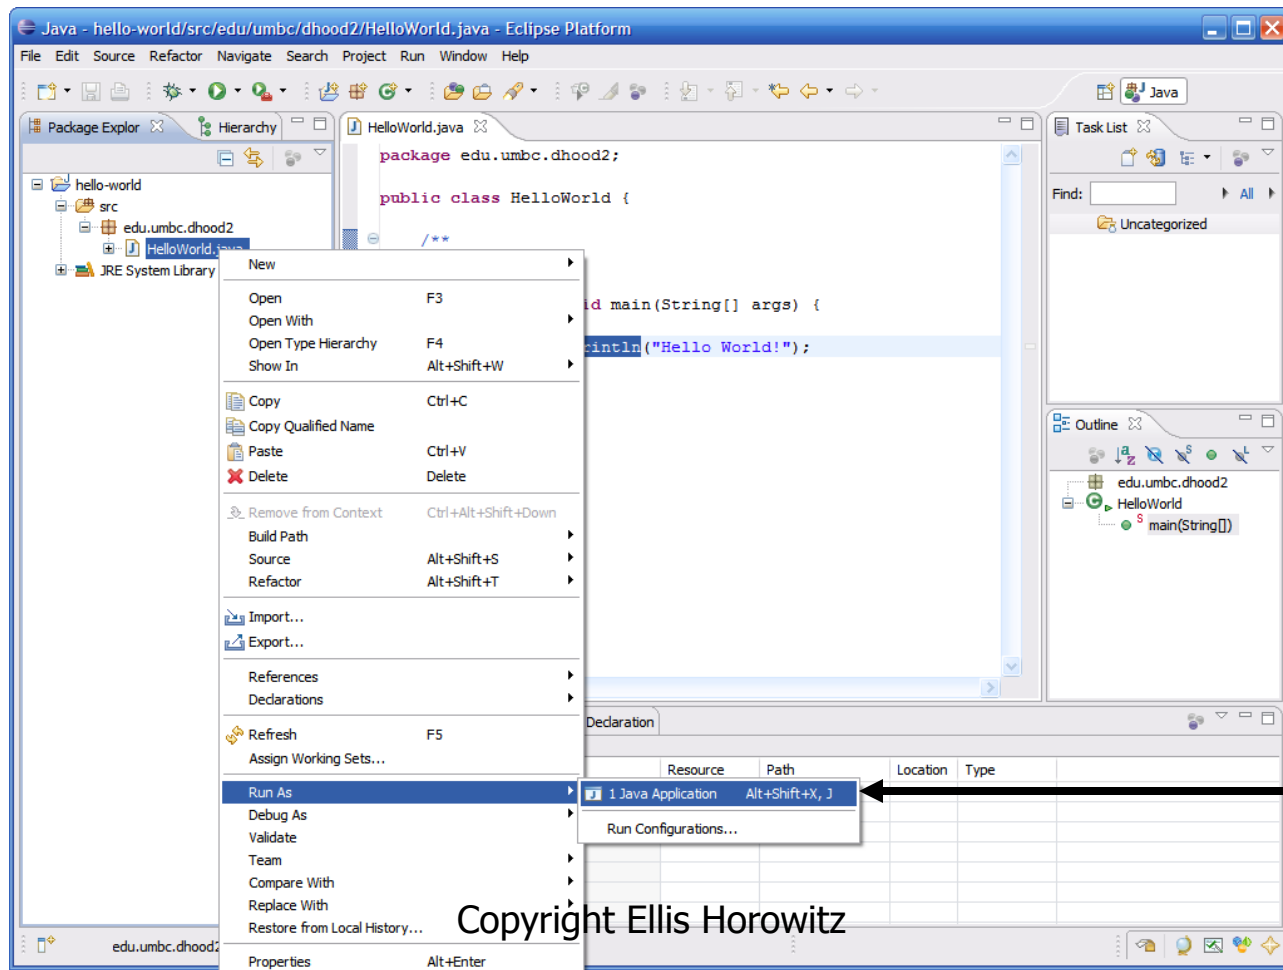 Java - hello-world/src/edu/umbc/dhood2/HelloWorld.java - Eclipse Platform
File Edit Source Refactor Navigate Search Project Run Window Help
Java
Package Explor Hierarchy
hello-world
src
edu.umbc.dhood2
HelloWorld.java
JRE System Library
HelloWorld.java
package edu.umbc.dhood2;
public class HelloWorld {
/**
id main(String[] args) {
rintln("Hello World!");
New
Open F3
Open With
Open Type Hierarchy F4
Show In Alt+Shift+W
Copy Ctrl+C
Copy Qualified Name
Paste Ctrl+V
Delete Delete
Remove from Context Ctrl+Alt+Shift+Down
Build Path
Source Alt+Shift+S
Refactor Alt+Shift+T
Import...
Export...
References
Declarations
Refresh F5
Assign Working Sets...
Run As
Debug As
Validate
Team
Compare With
Replace With
Restore from Local History...
Properties Alt+Enter
1 Java Application Alt+Shift+X, J
Run Configurations...
Task List
Find: All
Uncategorized
Outline
edu.umbc.dhood2
HelloWorld
main(String[])
Declaration
Resource Path Location Type
Copyright Ellis Horowitz
edu.umbc.dhood2